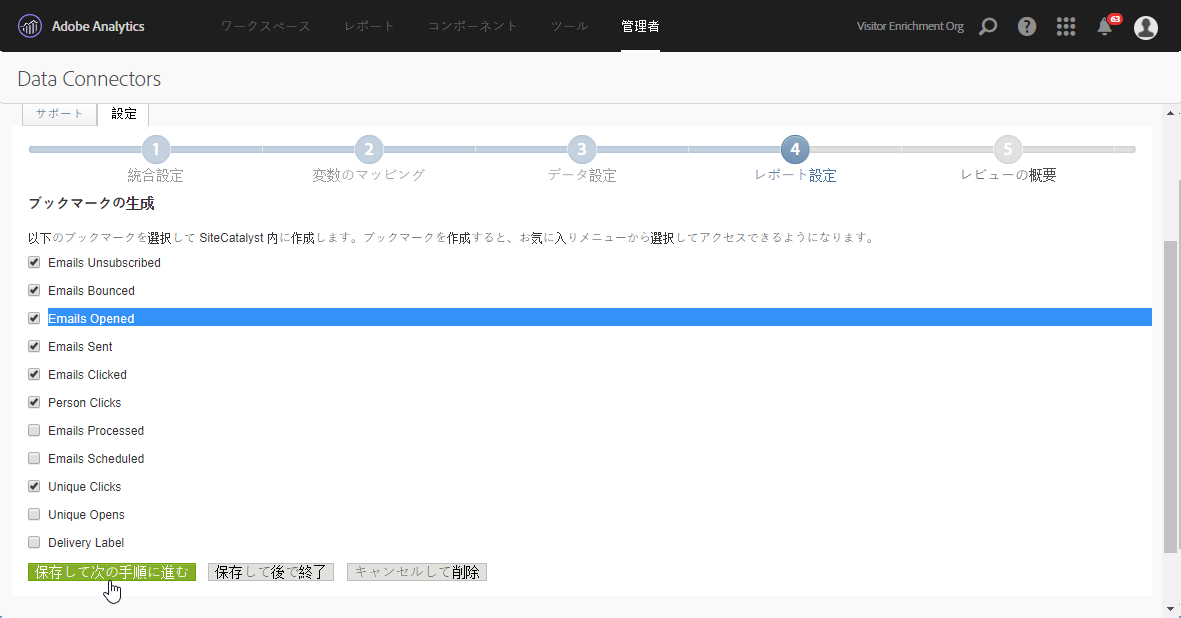 Adobe Analytics ワークスペース レポート コンポーネント ツール 管理者 Visitor Enrichment Org ? 63
Data Connectors
サポート 設定
1 2 3 4 5
統合設定 変数のマッピング データ設定 レポート設定 レビューの概要
ブックマークの生成
以下のブックマークを選択して SiteCatalyst 内に作成します。ブックマークを作成すると、お気に入りメニューから選択してアクセスできるようになります。
Emails Unsubscribed
Emails Bounced
Emails Opened
Emails Sent
Emails Clicked
Person Clicks
Emails Processed
Emails Scheduled
Unique Clicks
Unique Opens
Delivery Label
保存して次の手順に進む 保存して後で終了 キャンセルして削除